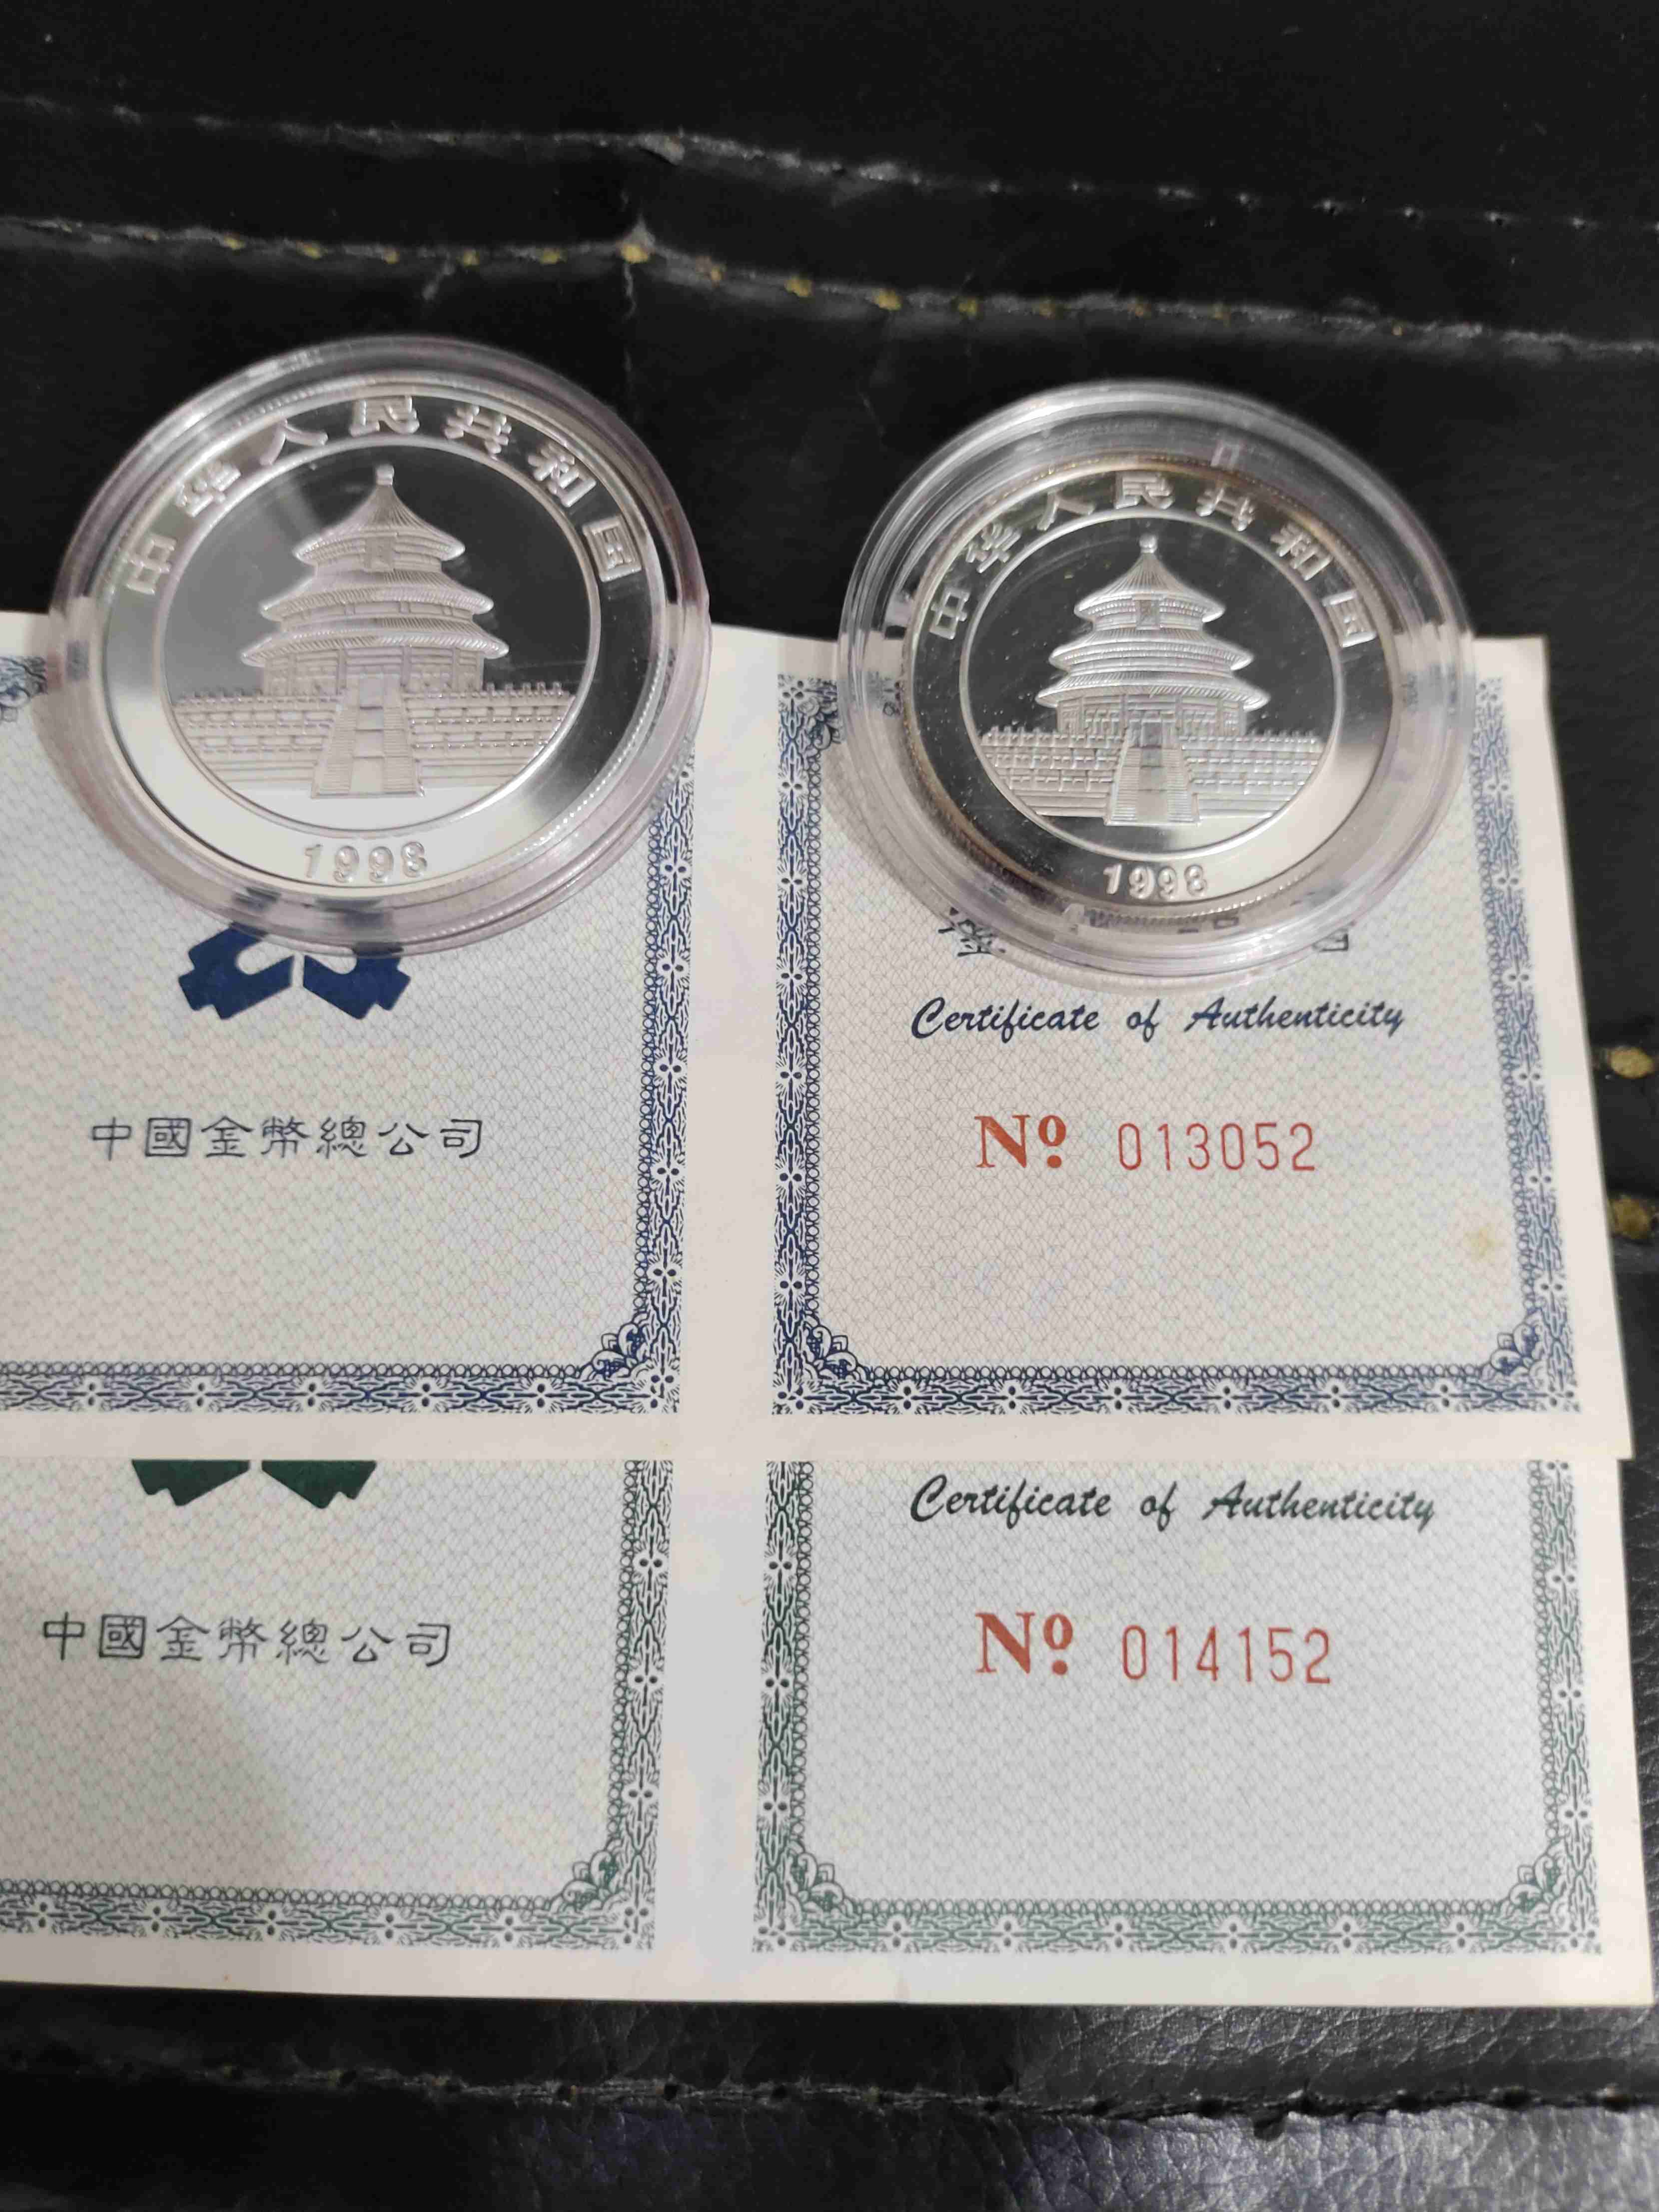 中华人民共和国
1998
中华人民共和国
1998
Certificate of Authenticity
中國金幣總公司
Nº 013052
Certificate of Authenticity
中國金幣總公司
Nº 014152